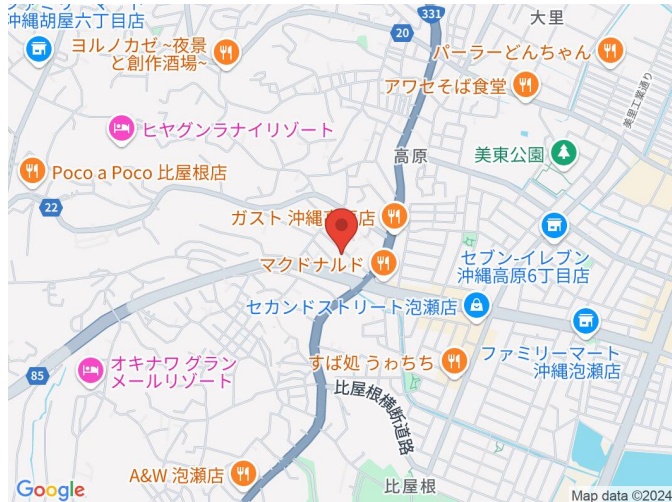 沖縄胡屋六丁目店
331
大里
20
ヨルノカゼ ~夜景
と創作酒場~
パーラーどんちゃん
アワセそば食堂
美里工業通り
ヒヤグンラナイリゾート
高原
美東公園
Poco a Poco 比屋根店
22
ガスト 沖縄
店
マクドナルド
セブン-イレブン
沖縄高原6丁目店
セカンドストリート泡瀬店
ファミリーマート
沖縄泡瀬店
すば処 うゎちち
オキナワ グラン
メールリゾート
85
比屋根横断道路
A&W 泡瀬店
比屋根
Google
Map data ©2024